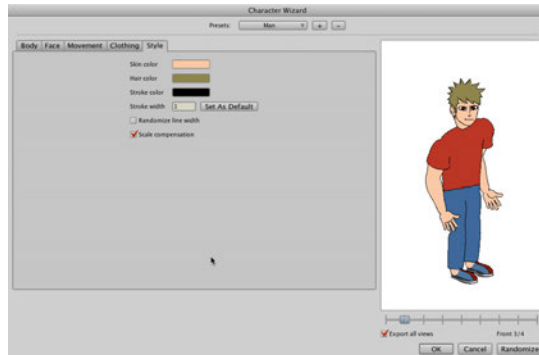 Character Wizard
Presets: Man + -
Body Face Movement Clothing Style
Skin color
Hair color
Stroke color
Stroke width 1 Set As Default
Randomize line width
Scale compensation
Export all views Front 3/4
OK Cancel Randomize